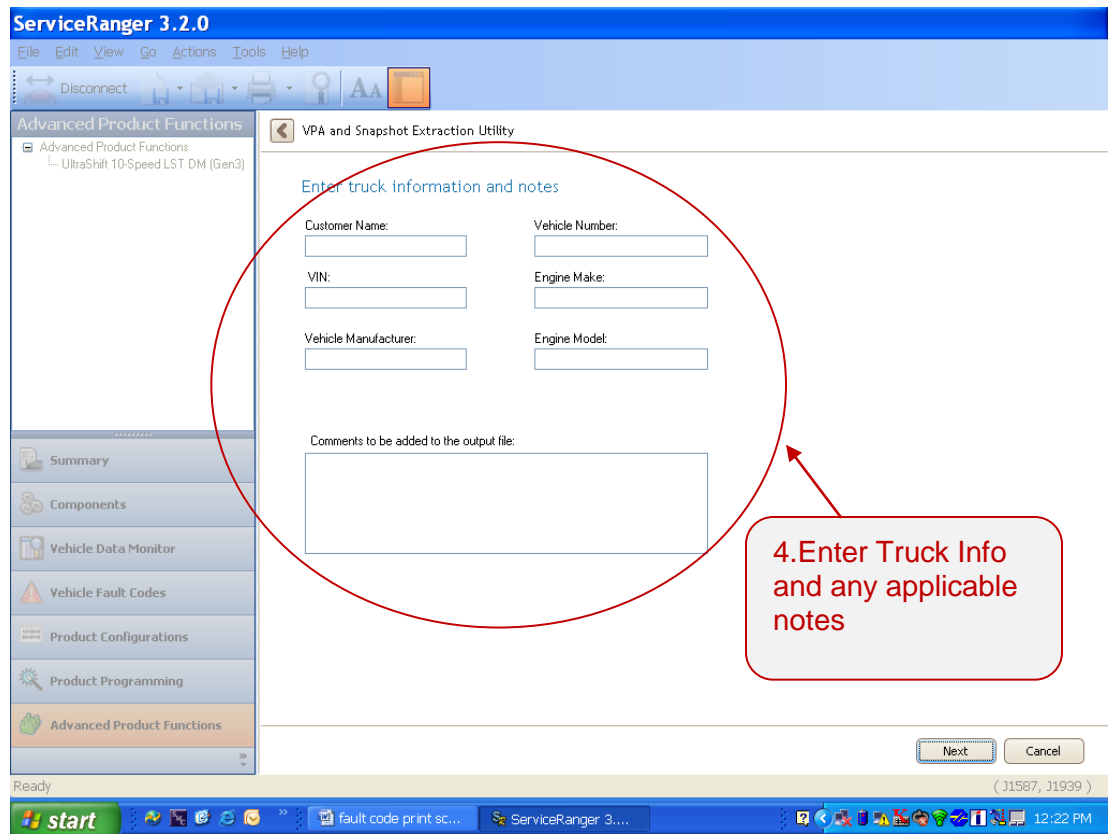 ServiceRanger 3.2.0
File Edit View Go Actions Tools Help
Disconnect
AA
Advanced Product Functions
Advanced Product Functions
UltraShift 10-Speed LST DM (Gen3)
VPA and Snapshot Extraction Utility
Enter truck information and notes
Customer Name: Vehicle Number:
VIN: Engine Make:
Vehicle Manufacturer: Engine Model:
Comments to be added to the output file:
4.Enter Truck Info
and any applicable
notes
Summary
Components
Vehicle Data Monitor
Vehicle Fault Codes
Product Configurations
Product Programming
Advanced Product Functions
Next Cancel
Ready ( J1587, J1939 )
start fault code print sc... ServiceRanger 3.... 12:22 PM